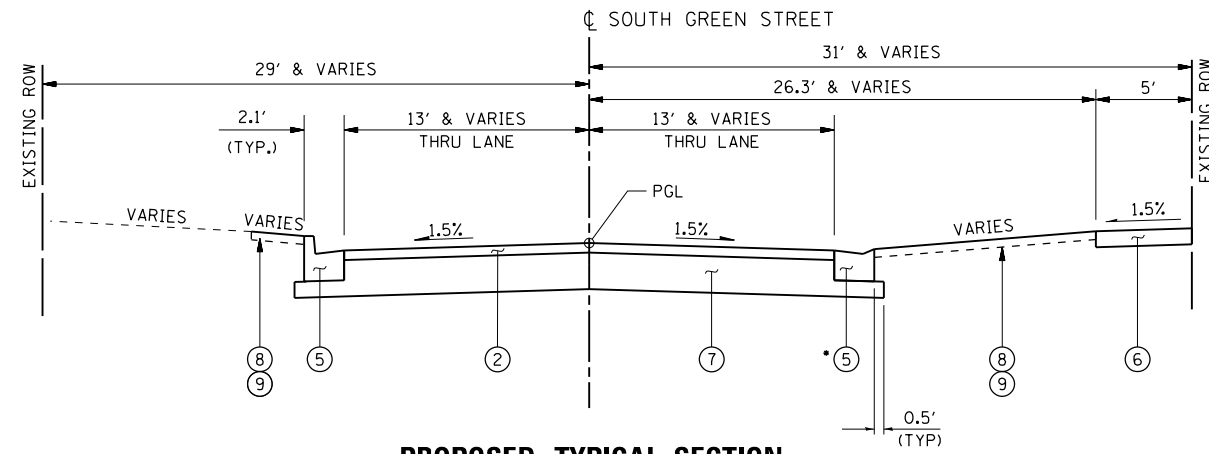 ℄ SOUTH GREEN STREET
31' & VARIES
29' & VARIES
26.3' & VARIES
5'
EXISTING ROW
EXISTING ROW
2.1'
(TYP.)
13' & VARIES
THRU LANE
13' & VARIES
THRU LANE
PGL
VARIES
VARIES
1.5%
1.5%
VARIES
1.5%
8
9
5
2
7
* 5
8
9
6
0.5'
(TYP)
PROPOSED TYPICAL SECTION